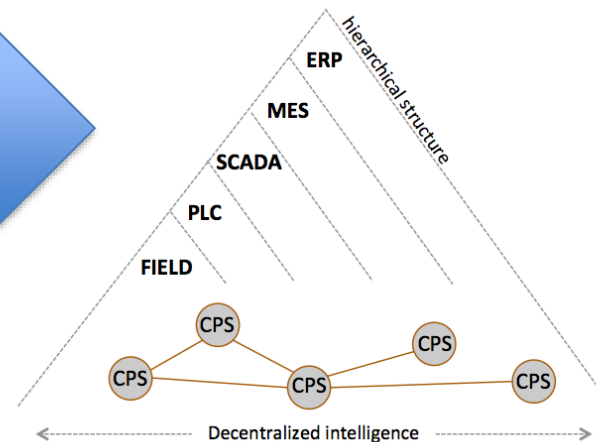 ERP
hierarchical structure
MES
SCADA
PLC
FIELD
CPS
CPS
CPS
CPS
CPS
Decentralized intelligence